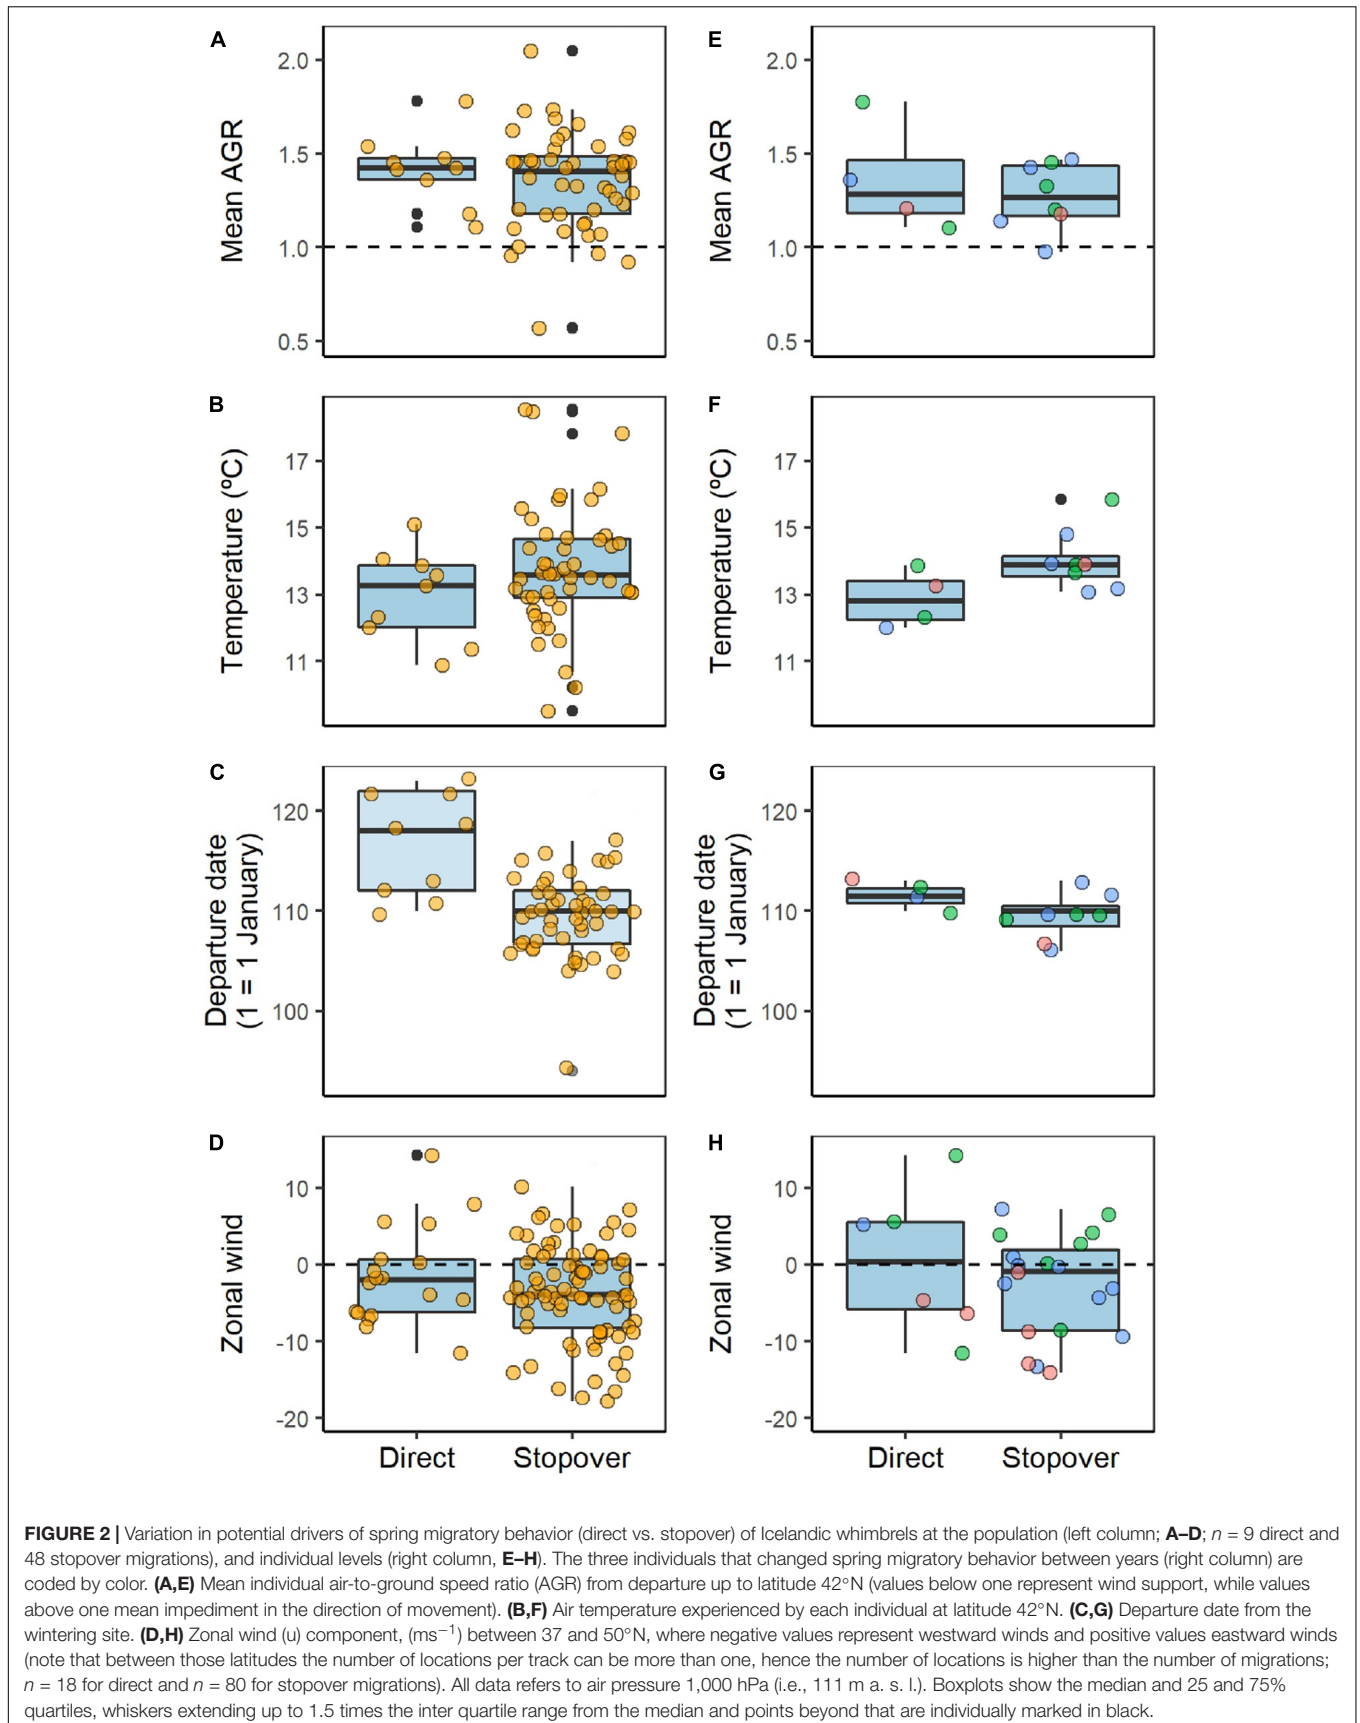 A
Mean AGR
2.0
1.5
1.0
0.5
E
Mean AGR
2.0
1.5
1.0
0.5
B
Temperature (ºC)
17
15
13
11
F
Temperature (ºC)
17
15
13
11
C
Departure date
(1 = 1 January)
120
110
100
G
Departure date
(1 = 1 January)
120
110
100
D
Zonal wind
10
0
-10
-20
Direct
Stopover
H
Zonal wind
10
0
-10
-20
Direct
Stopover
FIGURE 2 | Variation in potential drivers of spring migratory behavior (direct vs. stopover) of Icelandic whimbrels at the population (left column; A–D; n = 9 direct and
48 stopover migrations), and individual levels (right column, E–H). The three individuals that changed spring migratory behavior between years (right column) are
coded by color. (A,E) Mean individual air-to-ground speed ratio (AGR) from departure up to latitude 42°N (values below one represent wind support, while values
above one mean impediment in the direction of movement). (B,F) Air temperature experienced by each individual at latitude 42°N. (C,G) Departure date from the
wintering site. (D,H) Zonal wind (u) component, (ms⁻¹) between 37 and 50°N, where negative values represent westward winds and positive values eastward winds
(note that between those latitudes the number of locations per track can be more than one, hence the number of locations is higher than the number of migrations;
n = 18 for direct and n = 80 for stopover migrations). All data refers to air pressure 1,000 hPa (i.e., 111 m a. s. l.). Boxplots show the median and 25 and 75%
quartiles, whiskers extending up to 1.5 times the inter quartile range from the median and points beyond that are individually marked in black.